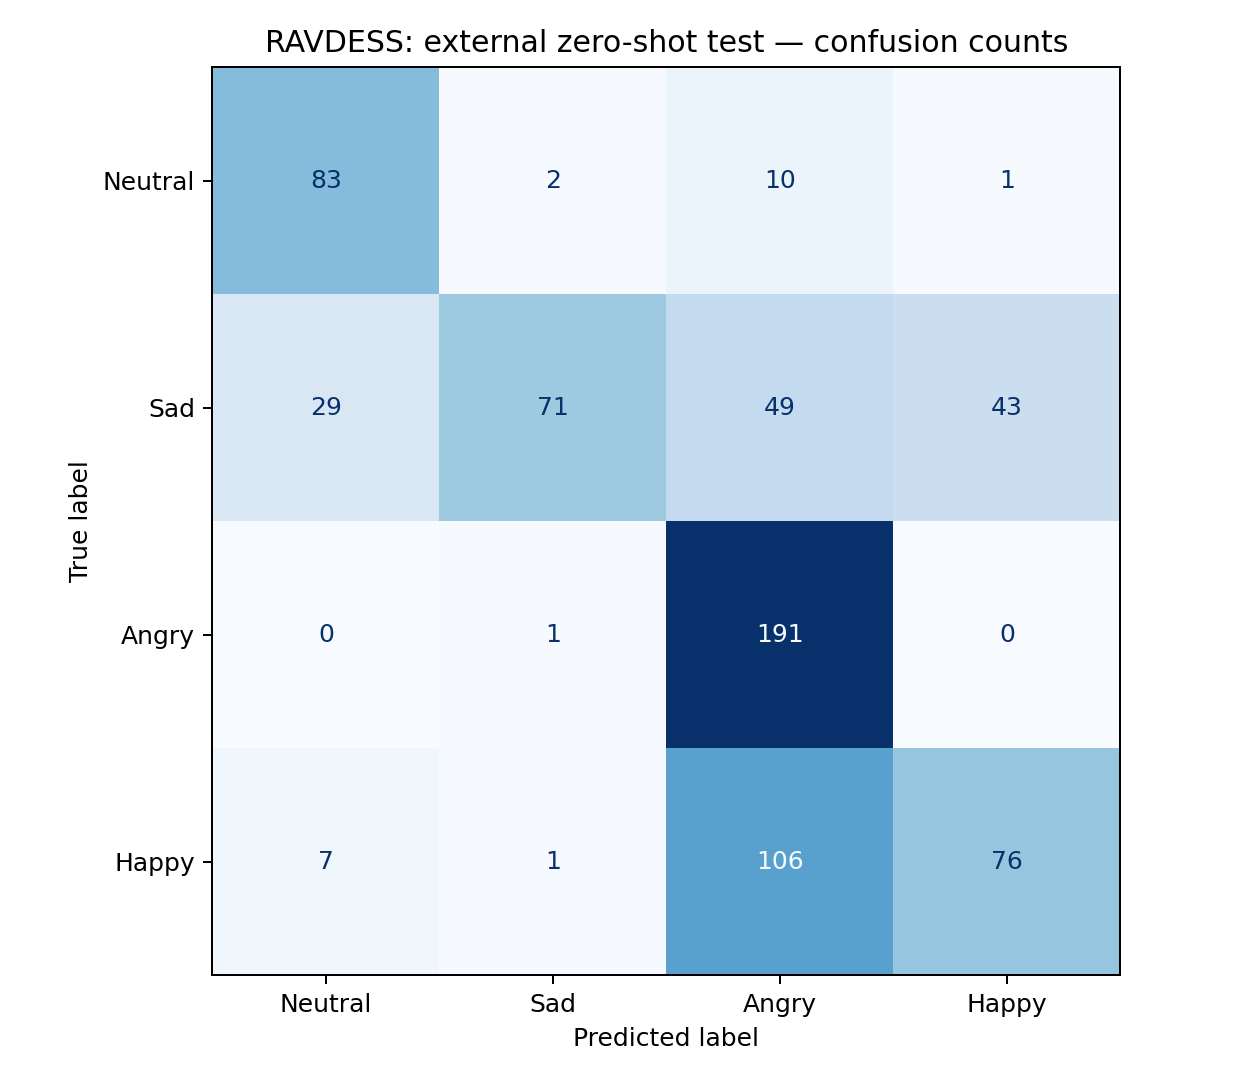 RAVDESS: external zero-shot test — confusion counts
Neutral 83 2 10 1
Sad 29 71 49 43
Angry 0 1 191 0
Happy 7 1 106 76
True label
Neutral Sad Angry Happy
Predicted label